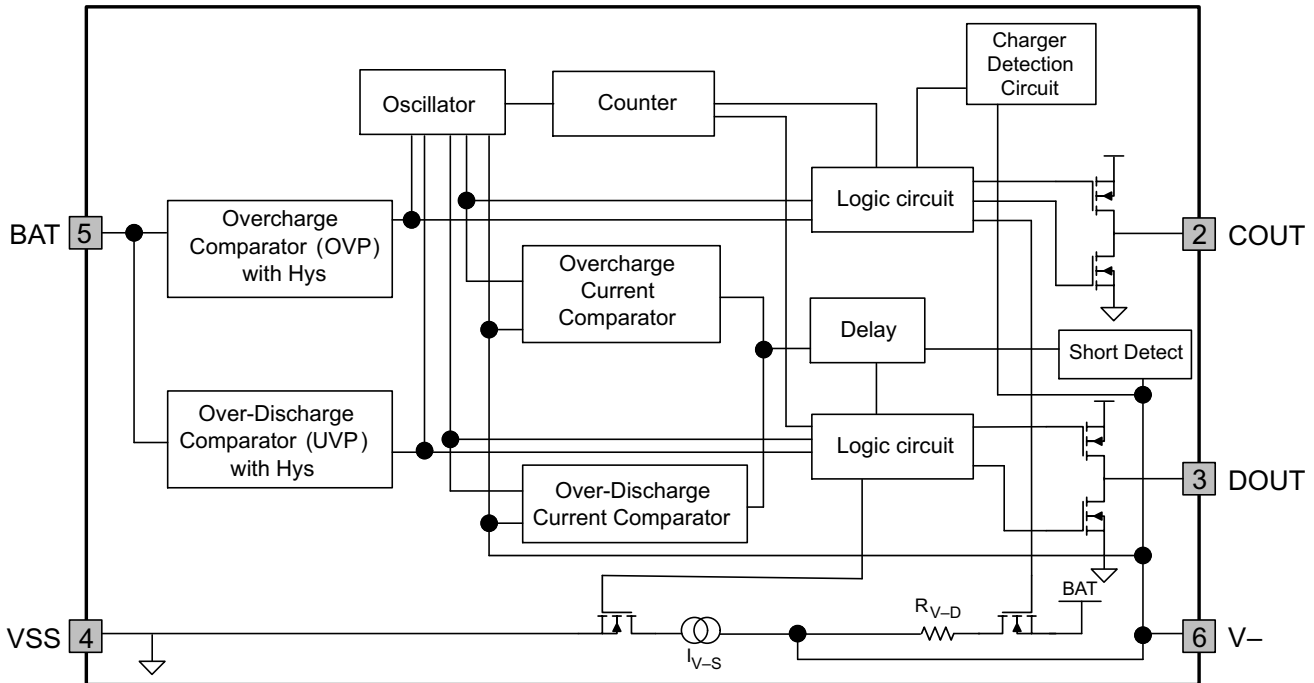 Charger
Detection
Circuit
Oscillator
Counter
Logic circuit
BAT 5
Overcharge
Comparator (OVP)
with Hys
2 COUT
Overcharge
Current
Comparator
Delay
Short Detect
Over-Discharge
Comparator (UVP)
with Hys
Logic circuit
3 DOUT
Over-Discharge
Current Comparator
BAT
RV–D
VSS 4
IV–S
6 V–